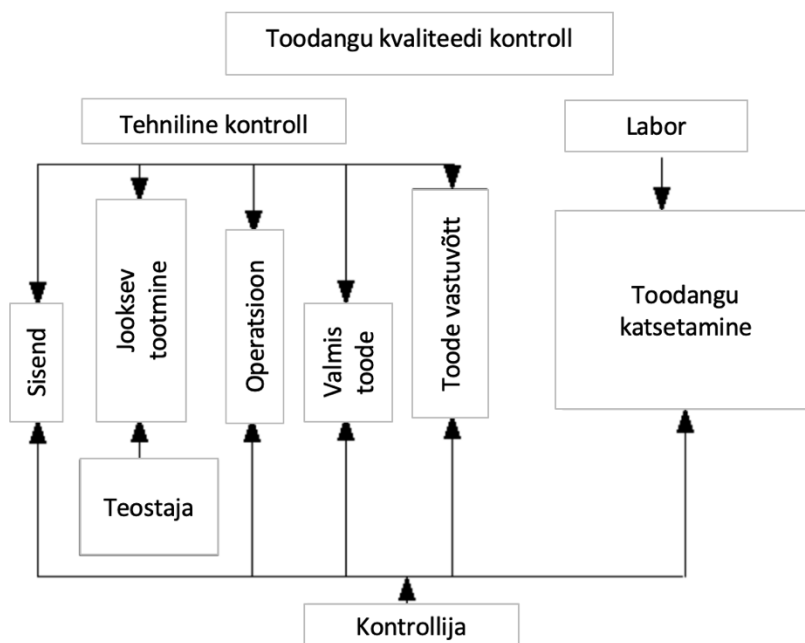 Toodangu kvaliteedi kontroll
Tehniline kontroll
Labor
Sisend
Jooksev
tootmine
Operatsioon
Valmis
toode
Toode vastuvõtt
Toodangu
katsetamine
Teostaja
Kontrollija